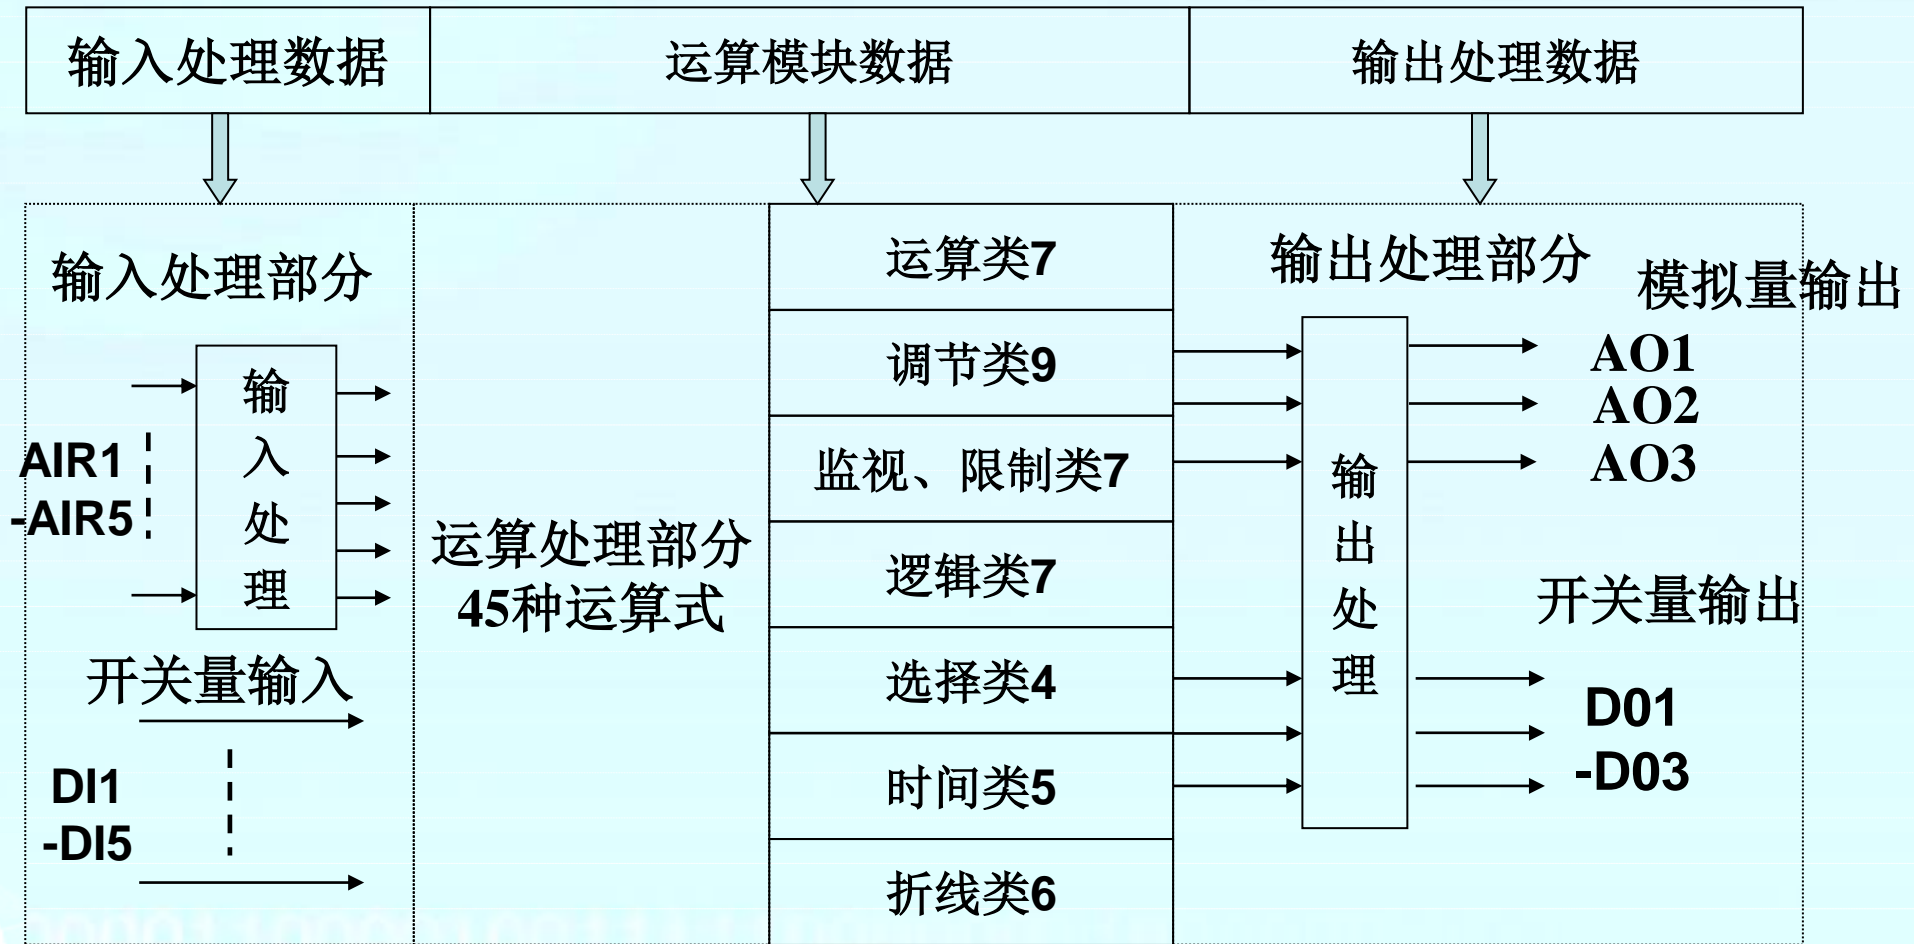 输入处理数据
运算模块数据
输出处理数据
输入处理部分
输
入
处
理
AIR1
-AIR5
开关量输入
DI1
-DI5
运算处理部分
45种运算式
运算类7
调节类9
监视、限制类7
逻辑类7
选择类4
时间类5
折线类6
输出处理部分
输
出
处
理
模拟量输出
AO1
AO2
AO3
开关量输出
D01
-D03